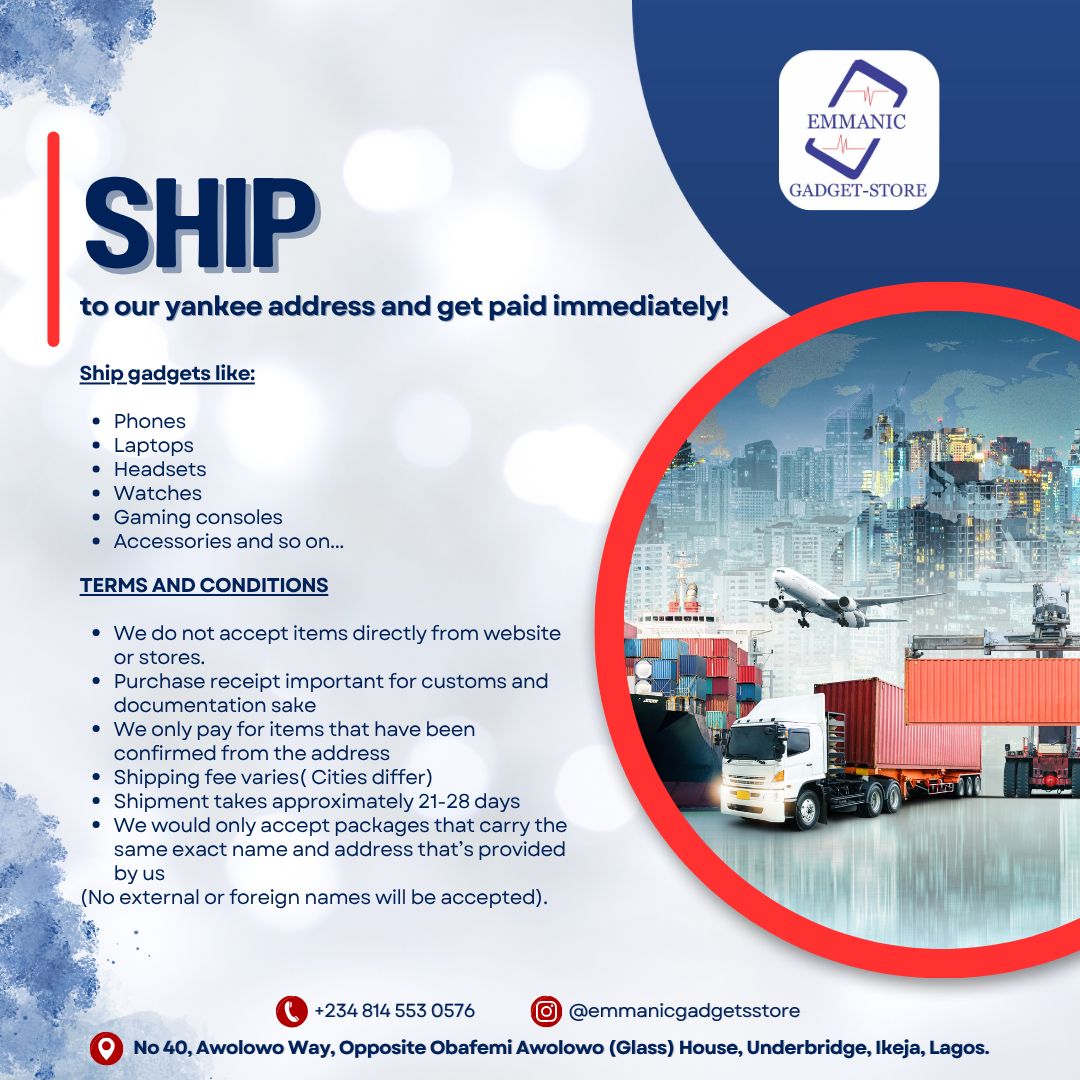 EMMANIC
GADGET-STORE
SHIP
to our yankee address and get paid immediately!
Ship gadgets like:
• Phones
• Laptops
• Headsets
• Watches
• Gaming consoles
• Accessories and so on...
TERMS AND CONDITIONS
• We do not accept items directly from website
or stores.
• Purchase receipt important for customs and
documentation sake
• We only pay for items that have been
confirmed from the address
• Shipping fee varies( Cities differ)
• Shipment takes approximately 21-28 days
• We would only accept packages that carry the
same exact name and address that’s provided
by us
(No external or foreign names will be accepted).
+234 814 553 0576
@emmanicgadgetsstore
No 40, Awolowo Way, Opposite Obafemi Awolowo (Glass) House, Underbridge, Ikeja, Lagos.